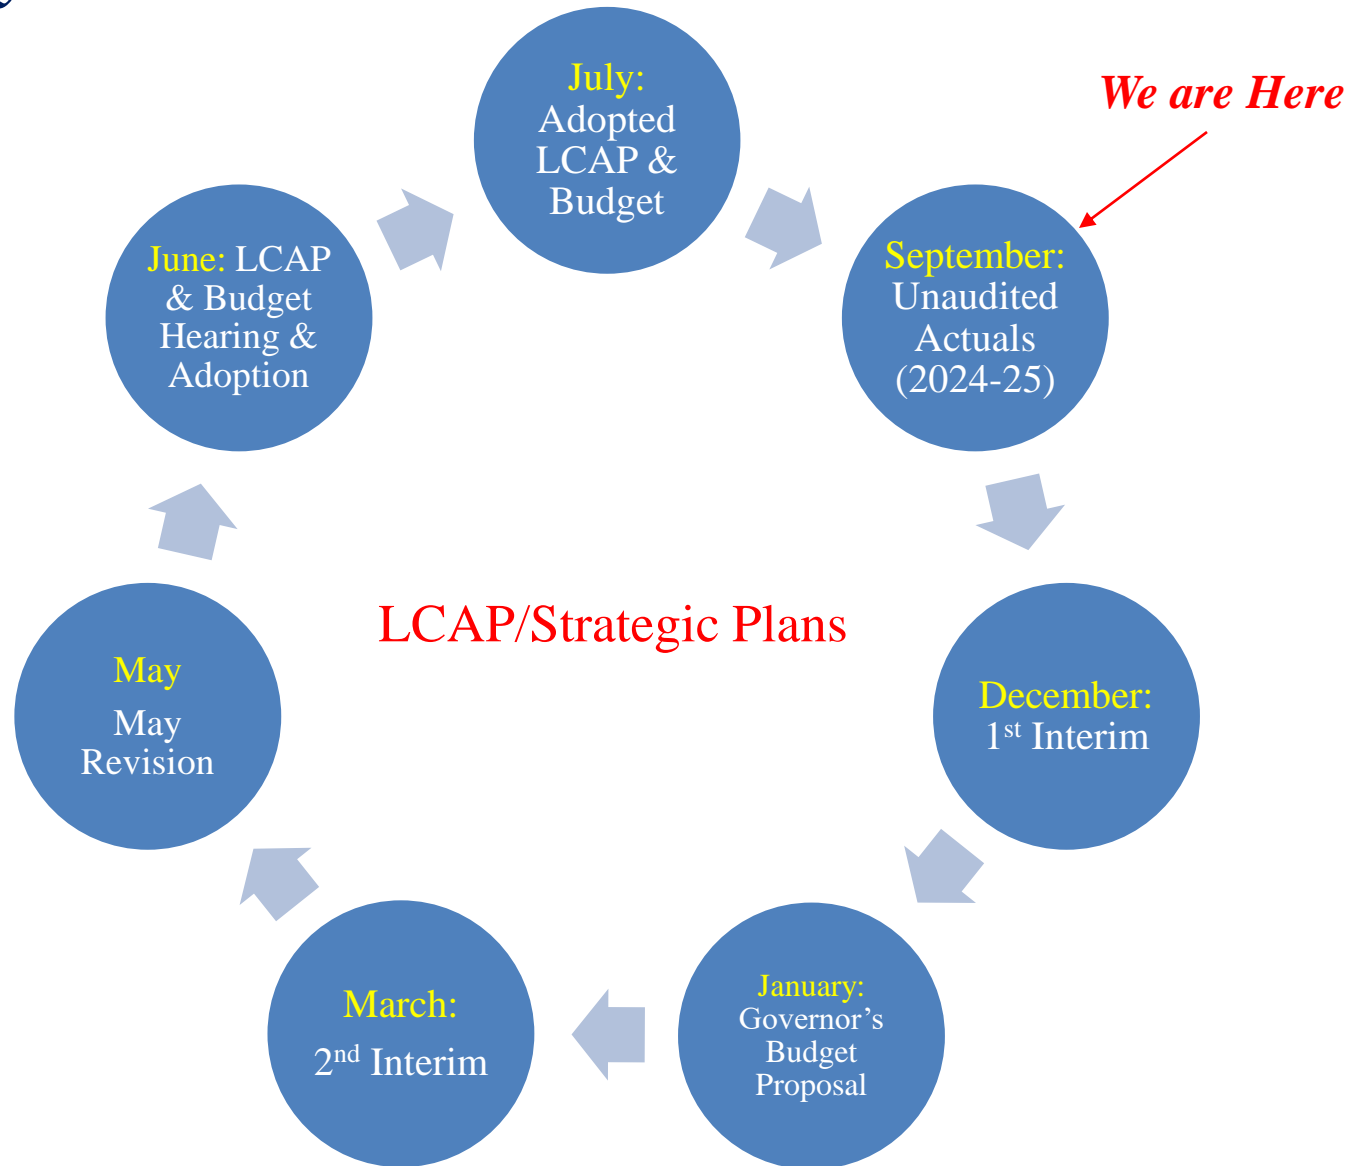 July:
Adopted
LCAP &
Budget
We are Here
September:
Unaudited
Actuals
(2024-25)
December:
1st Interim
January:
Governor’s
Budget
Proposal
March:
2nd Interim
May
May
Revision
June: LCAP
& Budget
Hearing &
Adoption
LCAP/Strategic Plans